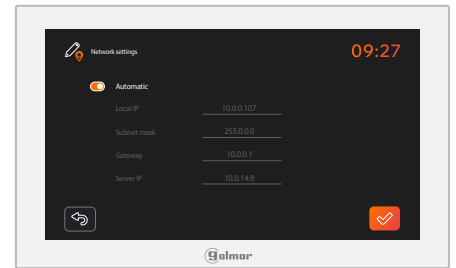 Network settings
09:27
Automatic
Local IP 10.0.0.107
Subnet mask 255.0.0.0
Gateway 10.0.0.1
Server IP 10.0.14.9
golmar